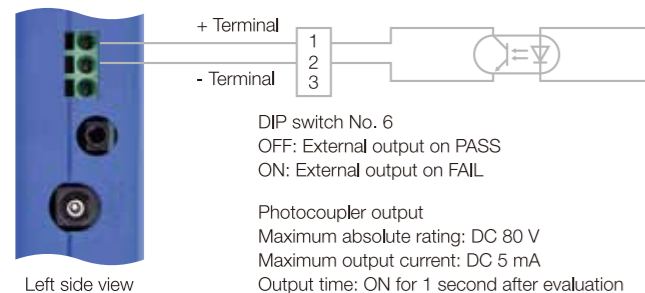 + Terminal
1
2
- Terminal
3
DIP switch No. 6
OFF: External output on PASS
ON: External output on FAIL
Photocoupler output
Maximum absolute rating: DC 80 V
Maximum output current: DC 5 mA
Left side view
Output time: ON for 1 second after evaluation